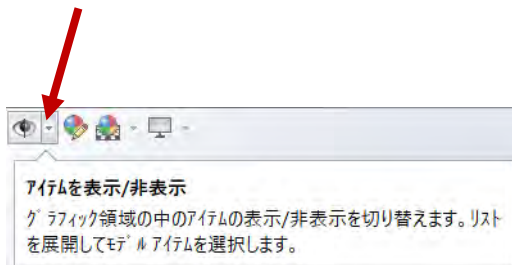 アイテムを表示/非表示
グラフィック領域の中のアイテムの表示/非表示を切り替えます。リスト
を展開してモデル アイテムを選択します。